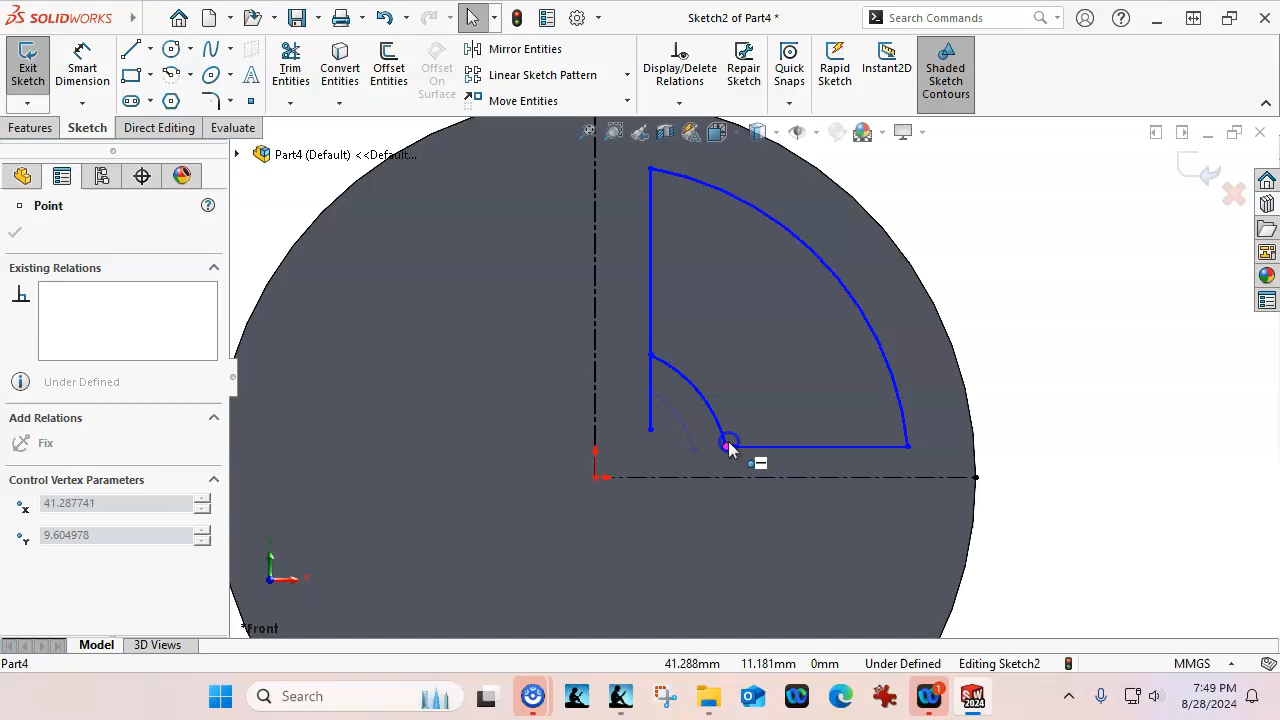 SOLIDWORKS
Sketch2 of Part4 *
Search Commands
Exit Sketch
Smart Dimension
Trim Entities
Convert Entities
Offset Entities
Offset On Surface
Mirror Entities
Linear Sketch Pattern
Move Entities
Display/Delete Relations
Repair Sketch
Quick Snaps
Rapid Sketch
Instant2D
Shaded Sketch Contours
Features
Sketch
Direct Editing
Evaluate
Part4 (Default) <<Default...
Point
Existing Relations
Under Defined
Add Relations
Fix
Control Vertex Parameters
X 41.287741
Y 9.604978
*Front
Model
3D Views
Part4
41.288mm
11.181mm
0mm
Under Defined
Editing Sketch2
MMGS
Search
1
SW 2024
7:49 PM
8/28/2024